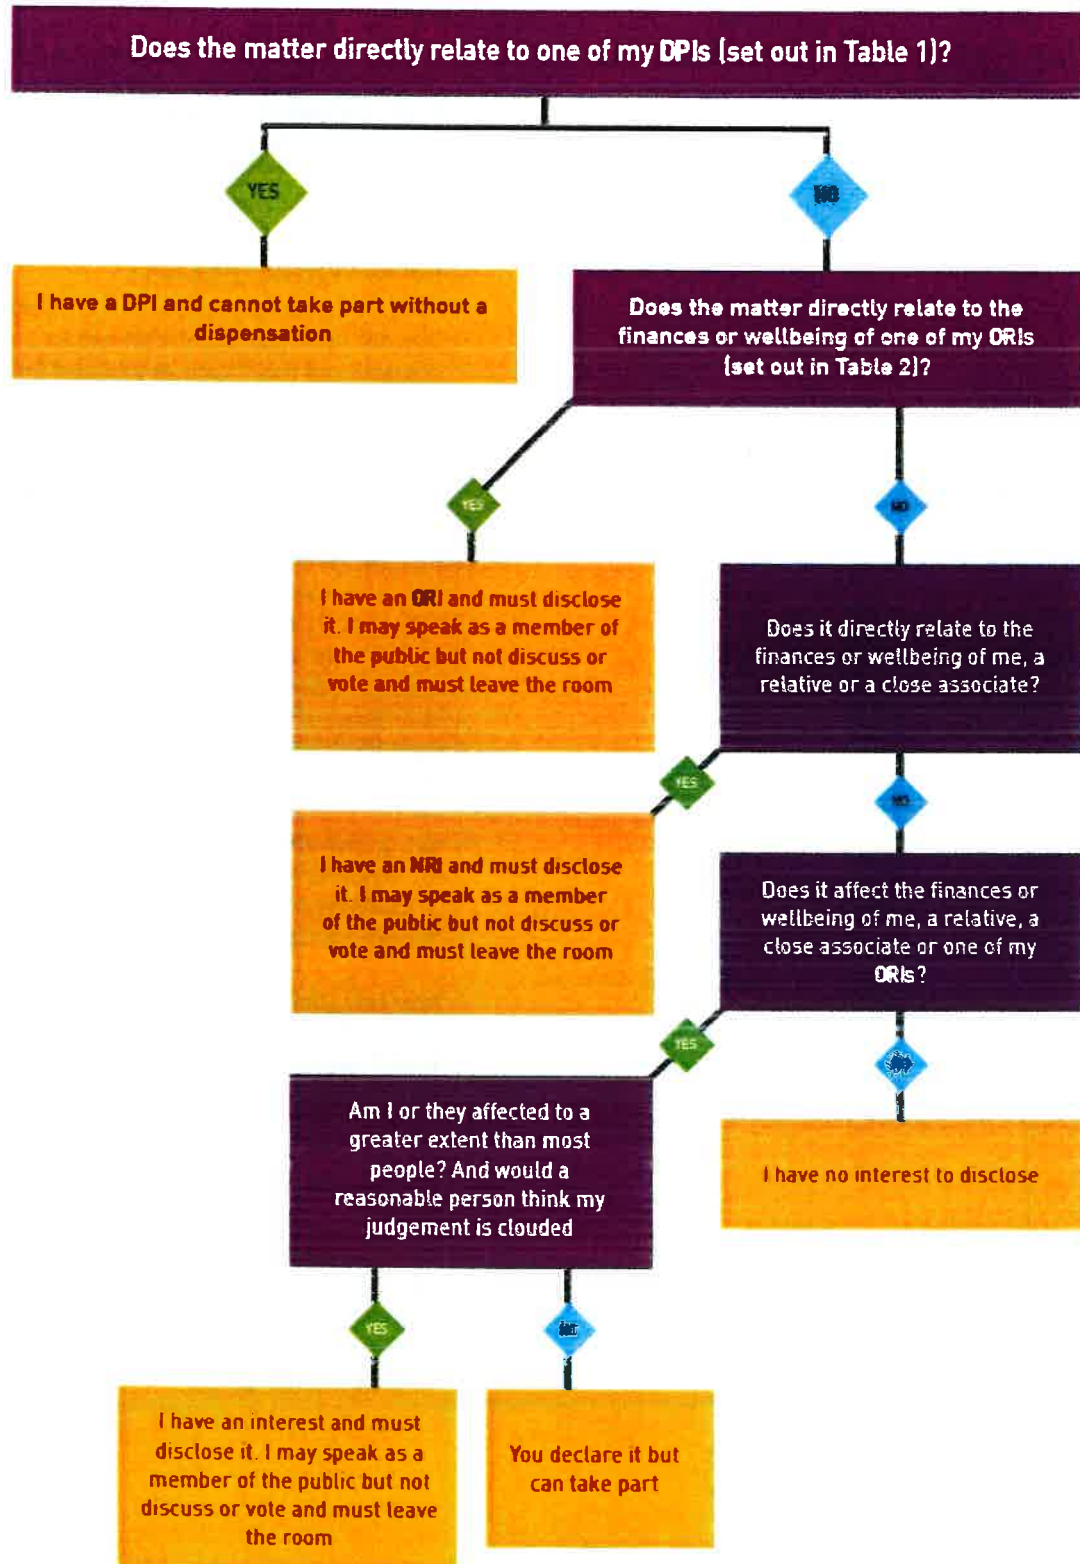 Does the matter directly relate to one of my DPIs (set out in Table 1)?
YES
NO
I have a DPI and cannot take part without a
dispensation
Does the matter directly relate to the
finances or wellbeing of one of my ORIs
(set out in Table 2)?
YES
NO
I have an ORI and must disclose
it. I may speak as a member of
the public but not discuss or
vote and must leave the room
Does it directly relate to the
finances or wellbeing of me, a
relative or a close associate?
YES
NO
I have an NRI and must disclose
it. I may speak as a member
of the public but not discuss or
vote and must leave the room
Does it affect the finances or
wellbeing of me, a relative, a
close associate or one of my
ORIs?
YES
Am I or they affected to a
greater extent than most
people? And would a
reasonable person think my
judgement is clouded
I have no interest to disclose
YES
I have an interest and must
disclose it. I may speak as a
member of the public but not
discuss or vote and must leave
the room
You declare it but
can take part